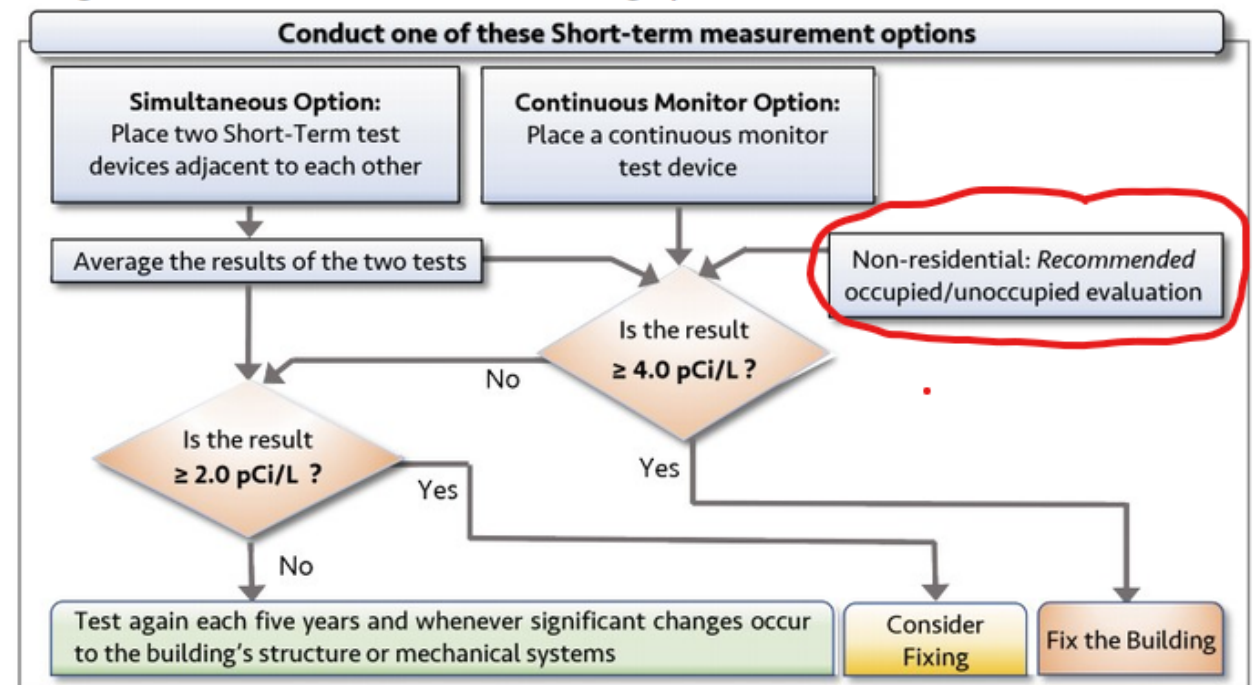 Conduct one of these Short-term measurement options
Simultaneous Option:
Place two Short-Term test
devices adjacent to each other
Continuous Monitor Option:
Place a continuous monitor
test device
Average the results of the two tests
Non-residential: Recommended
occupied/unoccupied evaluation
Is the result
≥ 4.0 pCi/L ?
No
Is the result
≥ 2.0 pCi/L ?
Yes
Yes
No
Test again each five years and whenever significant changes occur
to the building's structure or mechanical systems
Consider
Fixing
Fix the Building